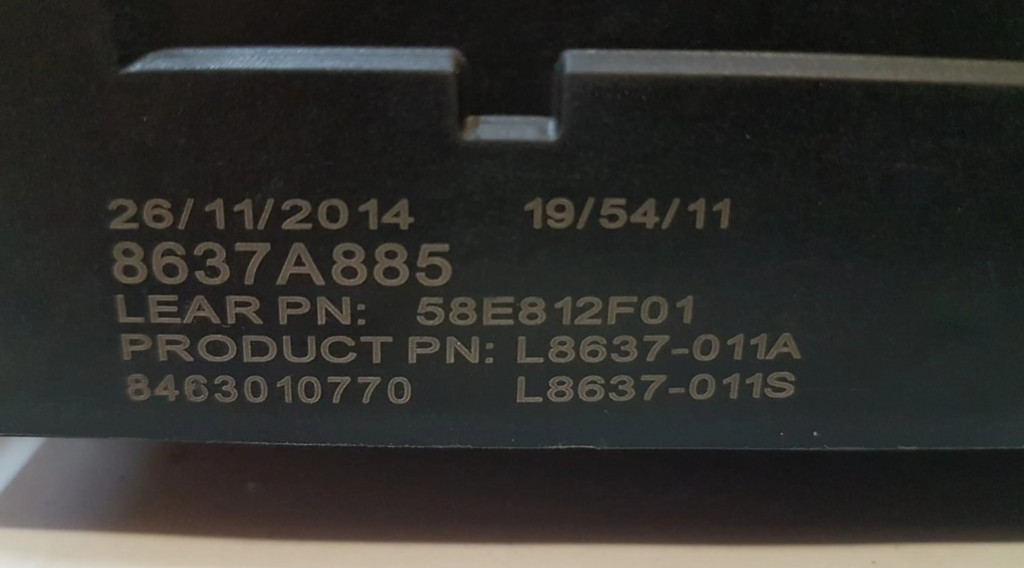 26/11/2014 19/54/11
8637A885
LEAR PN: 58E812F01
PRODUCT PN: L8637-011A
8463010770 L8637-011S